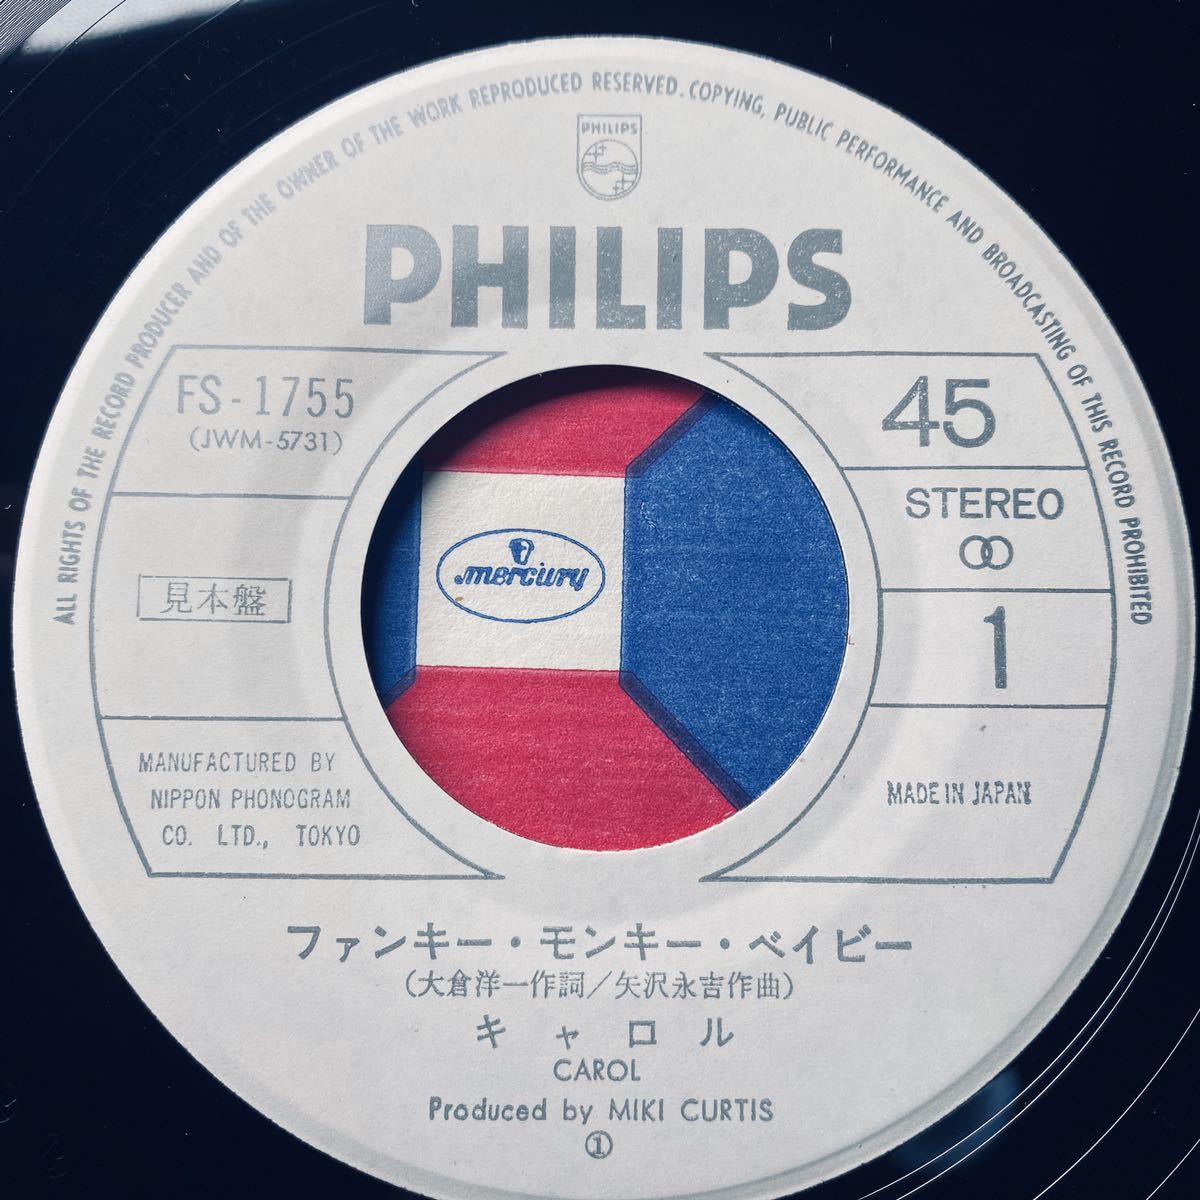 ALL RIGHTS OF THE RECORD PRODUCER AND OF THE OWNER OF THE WORK REPRODUCED RESERVED. COPYING, PUBLIC PERFORMANCE AND BROADCASTING OF THIS RECORD PROHIBITED
PHILIPS
PHILIPS
FS-1755
(JWM-5731)
45
STEREO
見本盤
mercury
1
MANUFACTURED BY
NIPPON PHONOGRAM
CO. LTD., TOKYO
MADE IN JAPAN
ファンキー・モンキー・ベイビー
(大倉洋一作詞/矢沢永吉作曲)
キャロル
CAROL
Produced by MIKI CURTIS
①